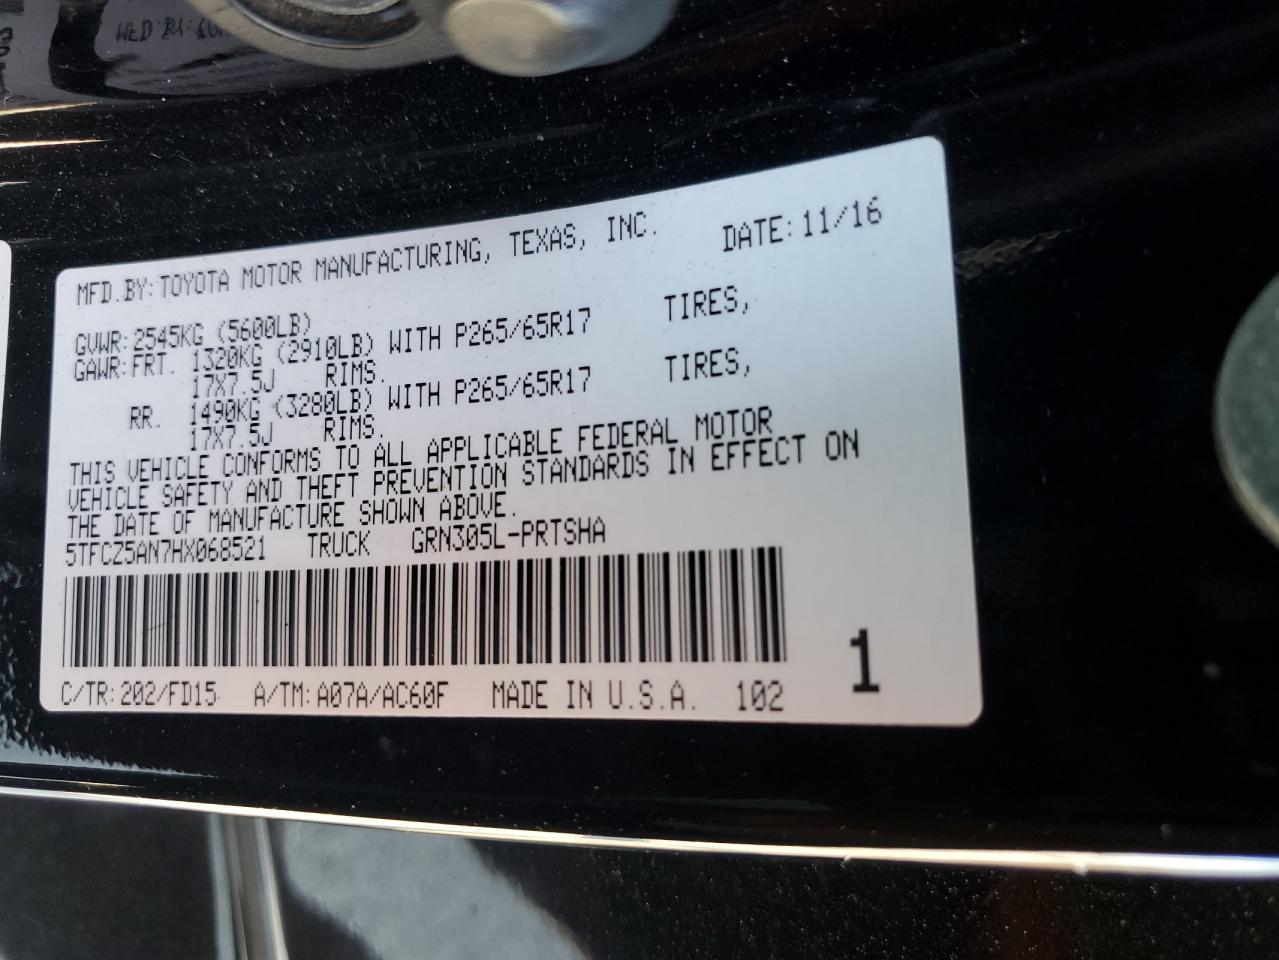 MFD.BY:TOYOTA MOTOR MANUFACTURING, TEXAS, INC. DATE:11/16
GVWR:2545KG (5600LB)
GAWR:FRT. 1320KG (2910LB) WITH P265/65R17 TIRES,
17X7.5J RIMS.
RR. 1490KG (3280LB) WITH P265/65R17 TIRES,
17X7.5J RIMS.
THIS VEHICLE CONFORMS TO ALL APPLICABLE FEDERAL MOTOR
VEHICLE SAFETY AND THEFT PREVENTION STANDARDS IN EFFECT ON
THE DATE OF MANUFACTURE SHOWN ABOVE.
5TFCZ5AN7HX068521 TRUCK GRN305L-PRTSHA
C/TR:202/FD15 A/TM:A07A/AC60F MADE IN U.S.A. 102
1